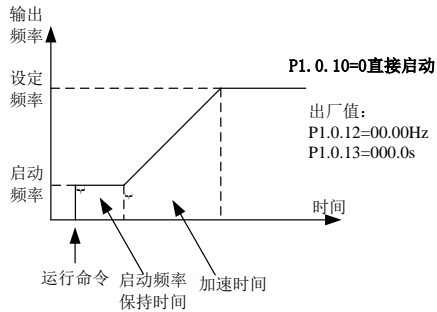 输出
频率
P1.0.10=0直接启动
设定
频率
出厂值：
P1.0.12=00.00Hz
P1.0.13=000.0s
启动
频率
时间
运行命令
启动频率
保持时间
加速时间